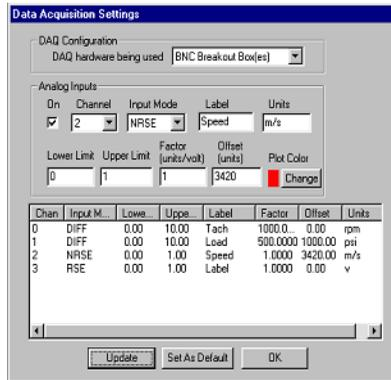 Data Acquisition Settings
DAQ Configuration
DAQ hardware being used BNC Breakout Box(es)
Analog Inputs
On Channel Input Mode Label Units
2 NRSE Speed m/s
Lower Limit Upper Limit Factor (units/volt) Offset (units) Plot Color
0 1 1 3420 Change
Chan Input M... Lowe... Uppe... Label Factor Offset Units
0 DIFF 0.00 10.00 Tach 1000.0... 0.00 rpm
1 DIFF 0.00 10.00 Load 500.0000 1000.00 psi
2 NRSE 0.00 1.00 Speed 1.0000 3420.00 m/s
3 RSE 0.00 1.00 Label 1.0000 0.00 v
Update Set As Default OK